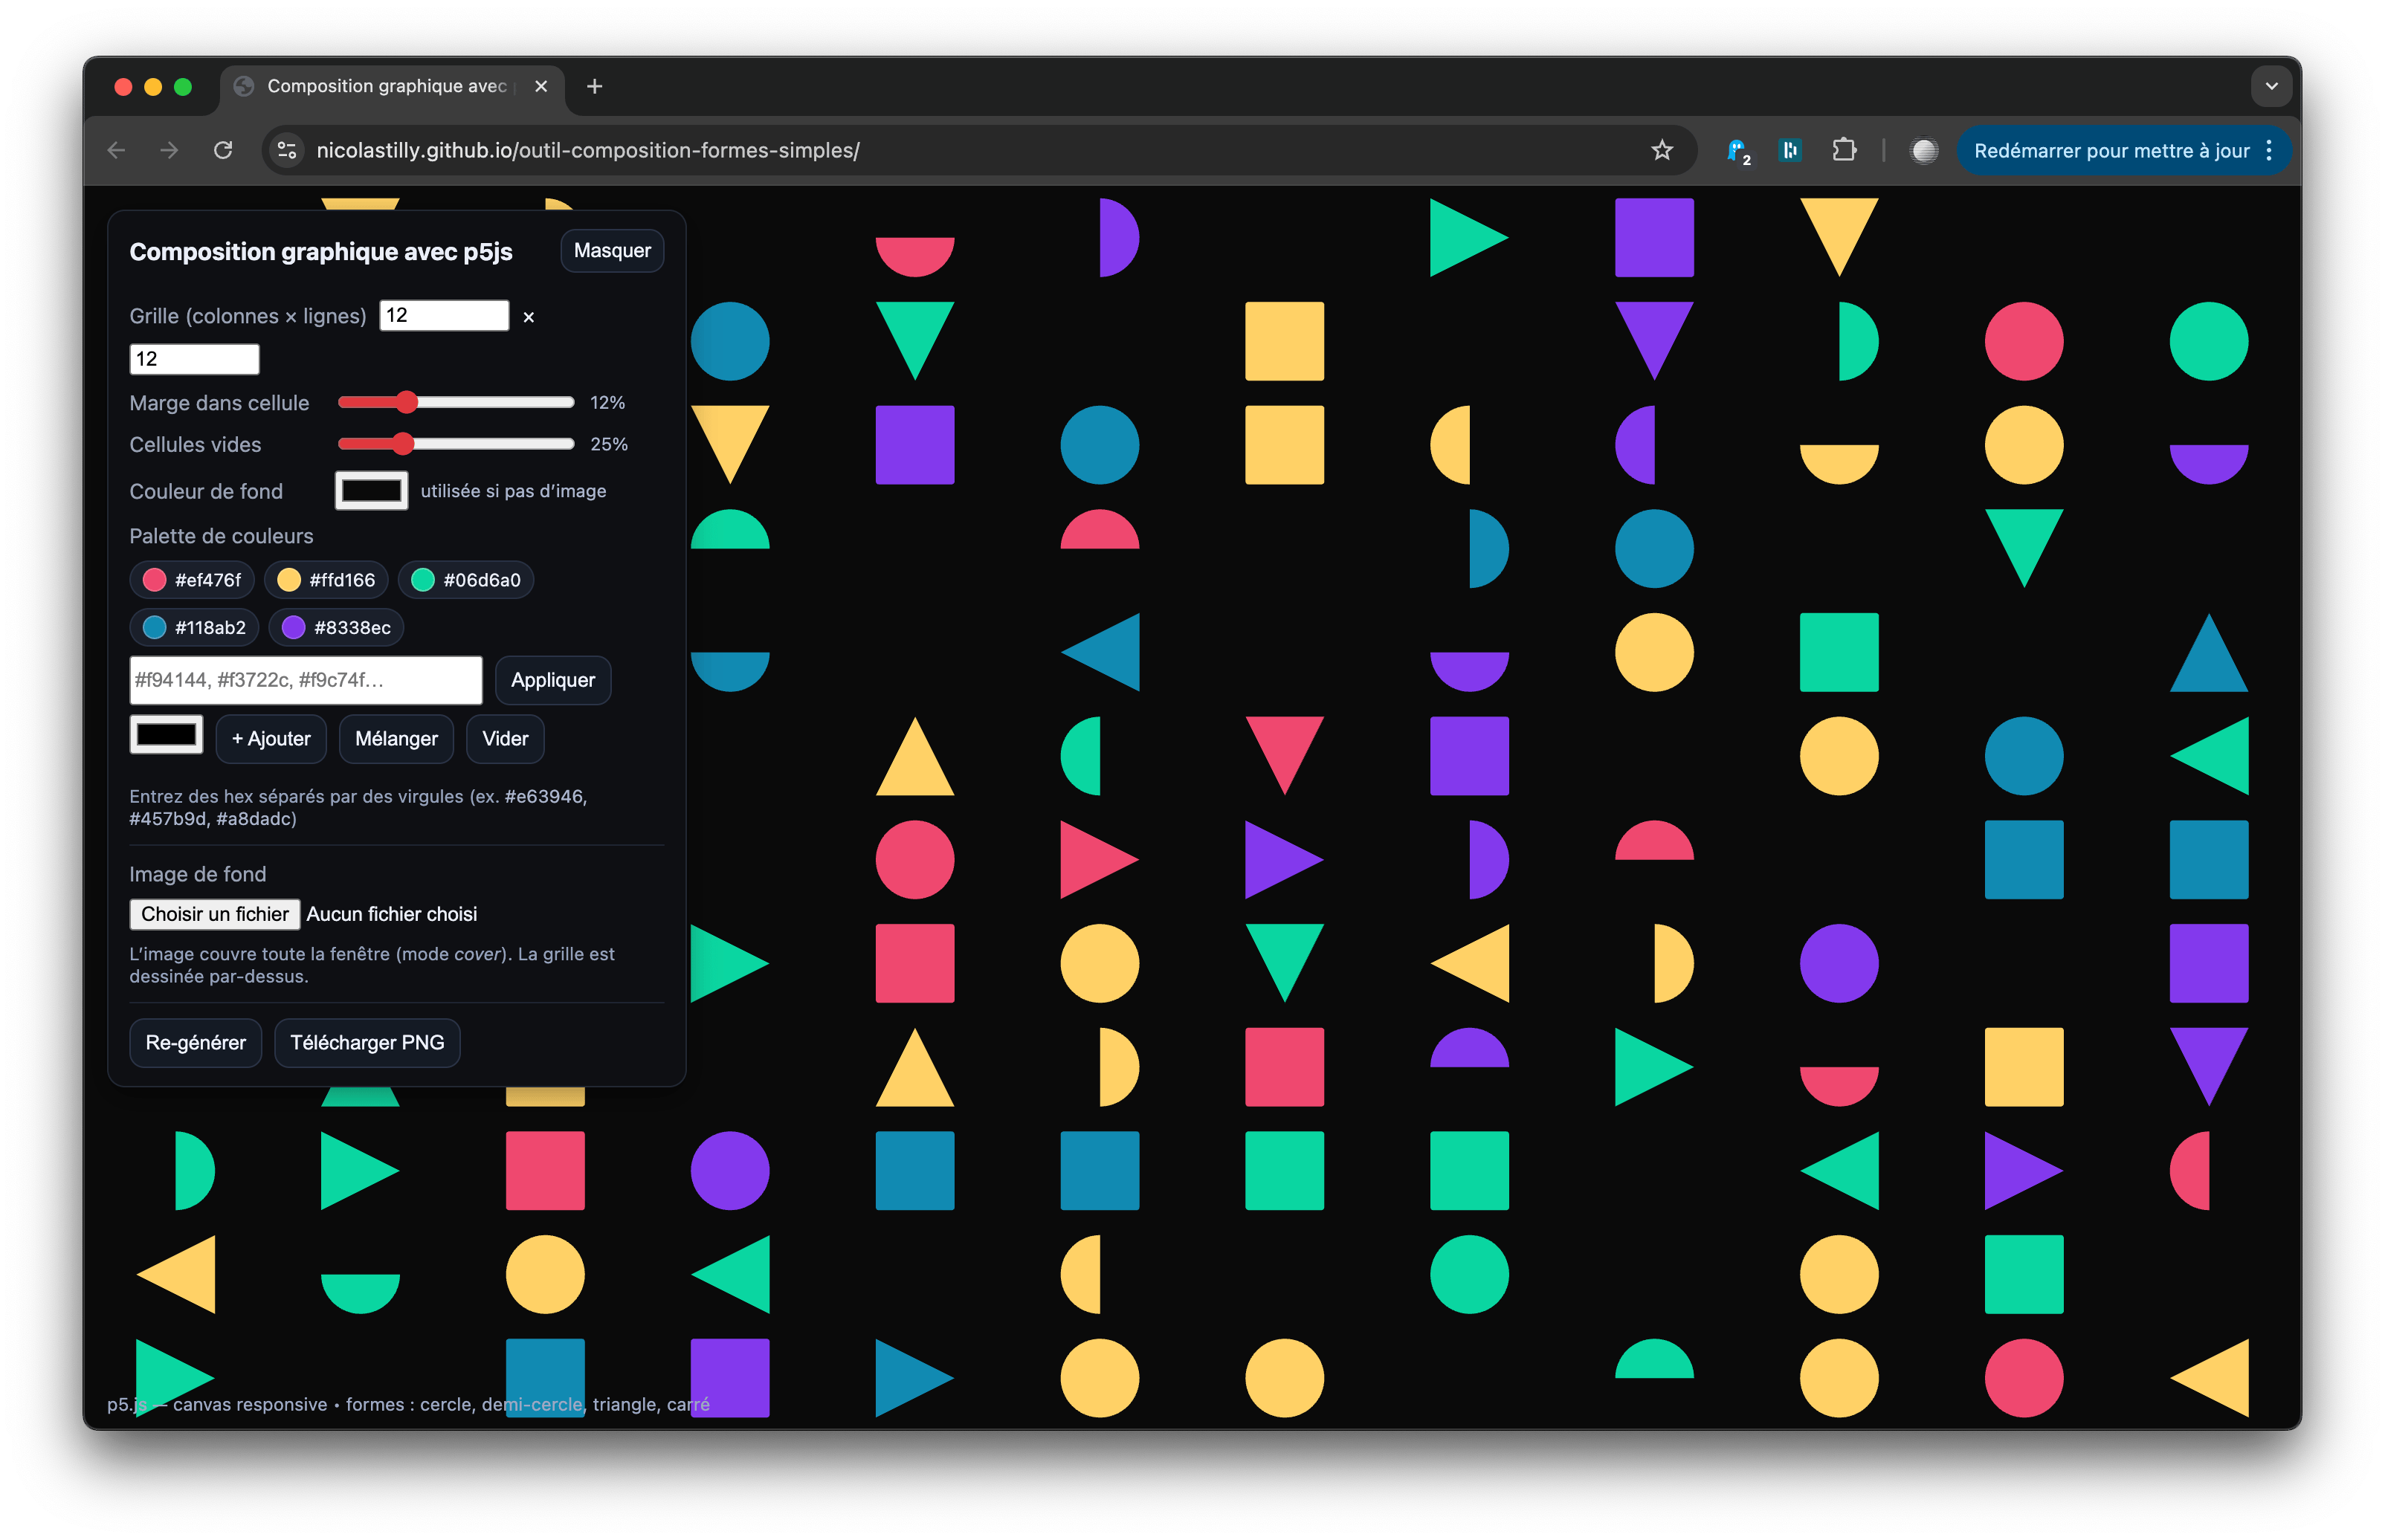 Composition graphique avec
nicolastilly.github.io/outil-composition-formes-simples/
2
Redémarrer pour mettre à jour
Composition graphique avec p5js
Masquer
Grille (colonnes × lignes) 12 ×
12
Marge dans cellule 12%
Cellules vides 25%
Couleur de fond utilisée si pas d’image
Palette de couleurs
#ef476f #ffd166 #06d6a0
#118ab2 #8338ec
#f94144, #f3722c, #f9c74f… Appliquer
+ Ajouter Mélanger Vider
Entrez des hex séparés par des virgules (ex. #e63946,
#457b9d, #a8dadc)
Image de fond
Choisir un fichier Aucun fichier choisi
L’image couvre toute la fenêtre (mode cover). La grille est
dessinée par-dessus.
Re-générer Télécharger PNG
p5.js — canvas responsive • formes : cercle, demi-cercle, triangle, carré